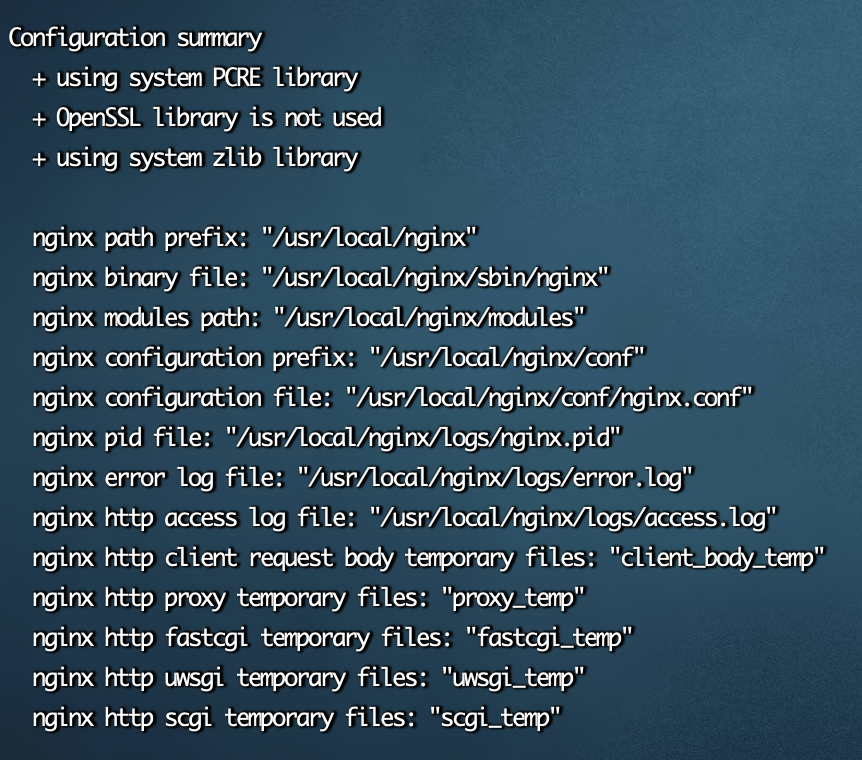 Configuration summary
+ using system PCRE library
+ OpenSSL library is not used
+ using system zlib library
nginx path prefix: "/usr/local/nginx"
nginx binary file: "/usr/local/nginx/sbin/nginx"
nginx modules path: "/usr/local/nginx/modules"
nginx configuration prefix: "/usr/local/nginx/conf"
nginx configuration file: "/usr/local/nginx/conf/nginx.conf"
nginx pid file: "/usr/local/nginx/logs/nginx.pid"
nginx error log file: "/usr/local/nginx/logs/error.log"
nginx http access log file: "/usr/local/nginx/logs/access.log"
nginx http client request body temporary files: "client_body_temp"
nginx http proxy temporary files: "proxy_temp"
nginx http fastcgi temporary files: "fastcgi_temp"
nginx http uwsgi temporary files: "uwsgi_temp"
nginx http scgi temporary files: "scgi_temp"